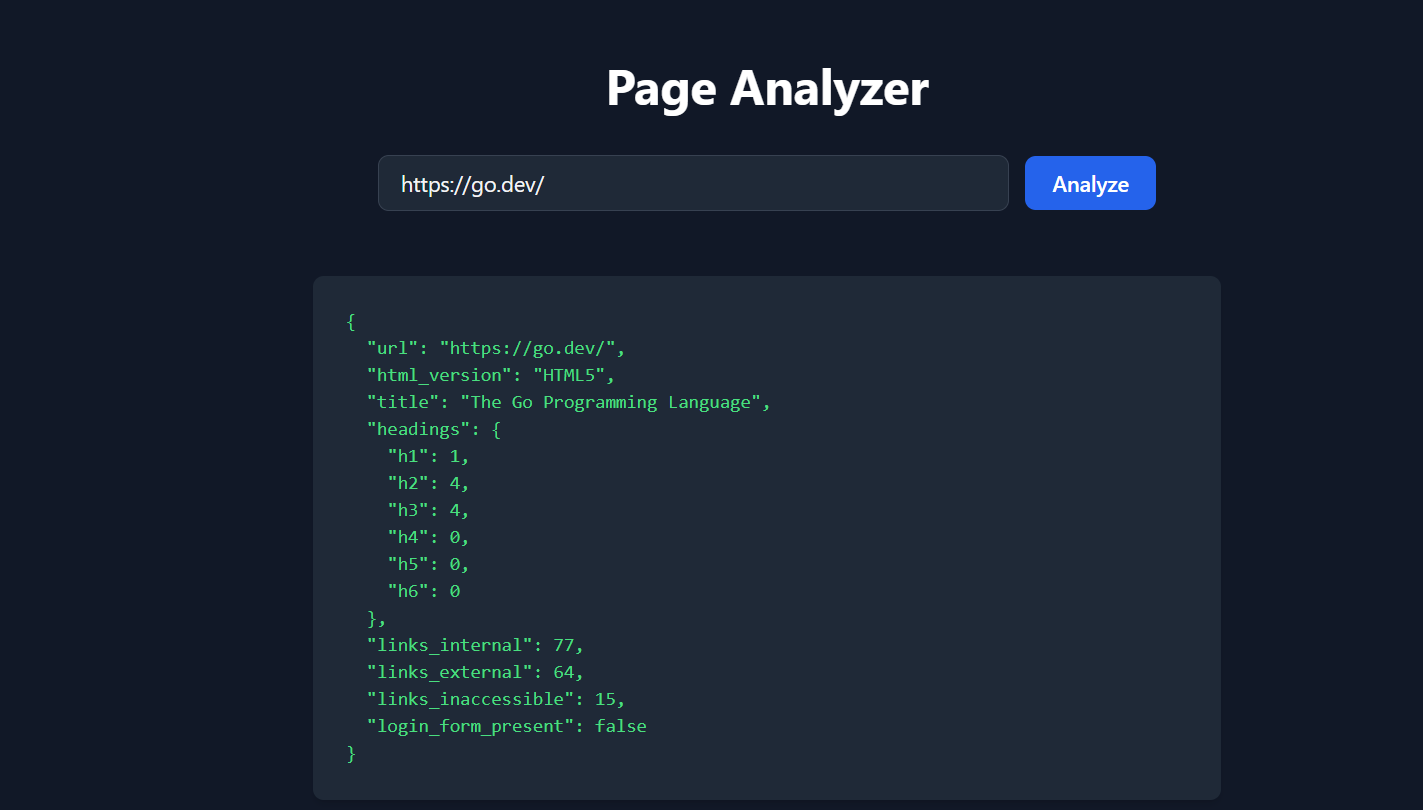 Page Analyzer
https://go.dev/
Analyze
{
"url": "https://go.dev/",
"html_version": "HTML5",
"title": "The Go Programming Language",
"headings": {
"h1": 1,
"h2": 4,
"h3": 4,
"h4": 0,
"h5": 0,
"h6": 0
},
"links_internal": 77,
"links_external": 64,
"links_inaccessible": 15,
"login_form_present": false
}